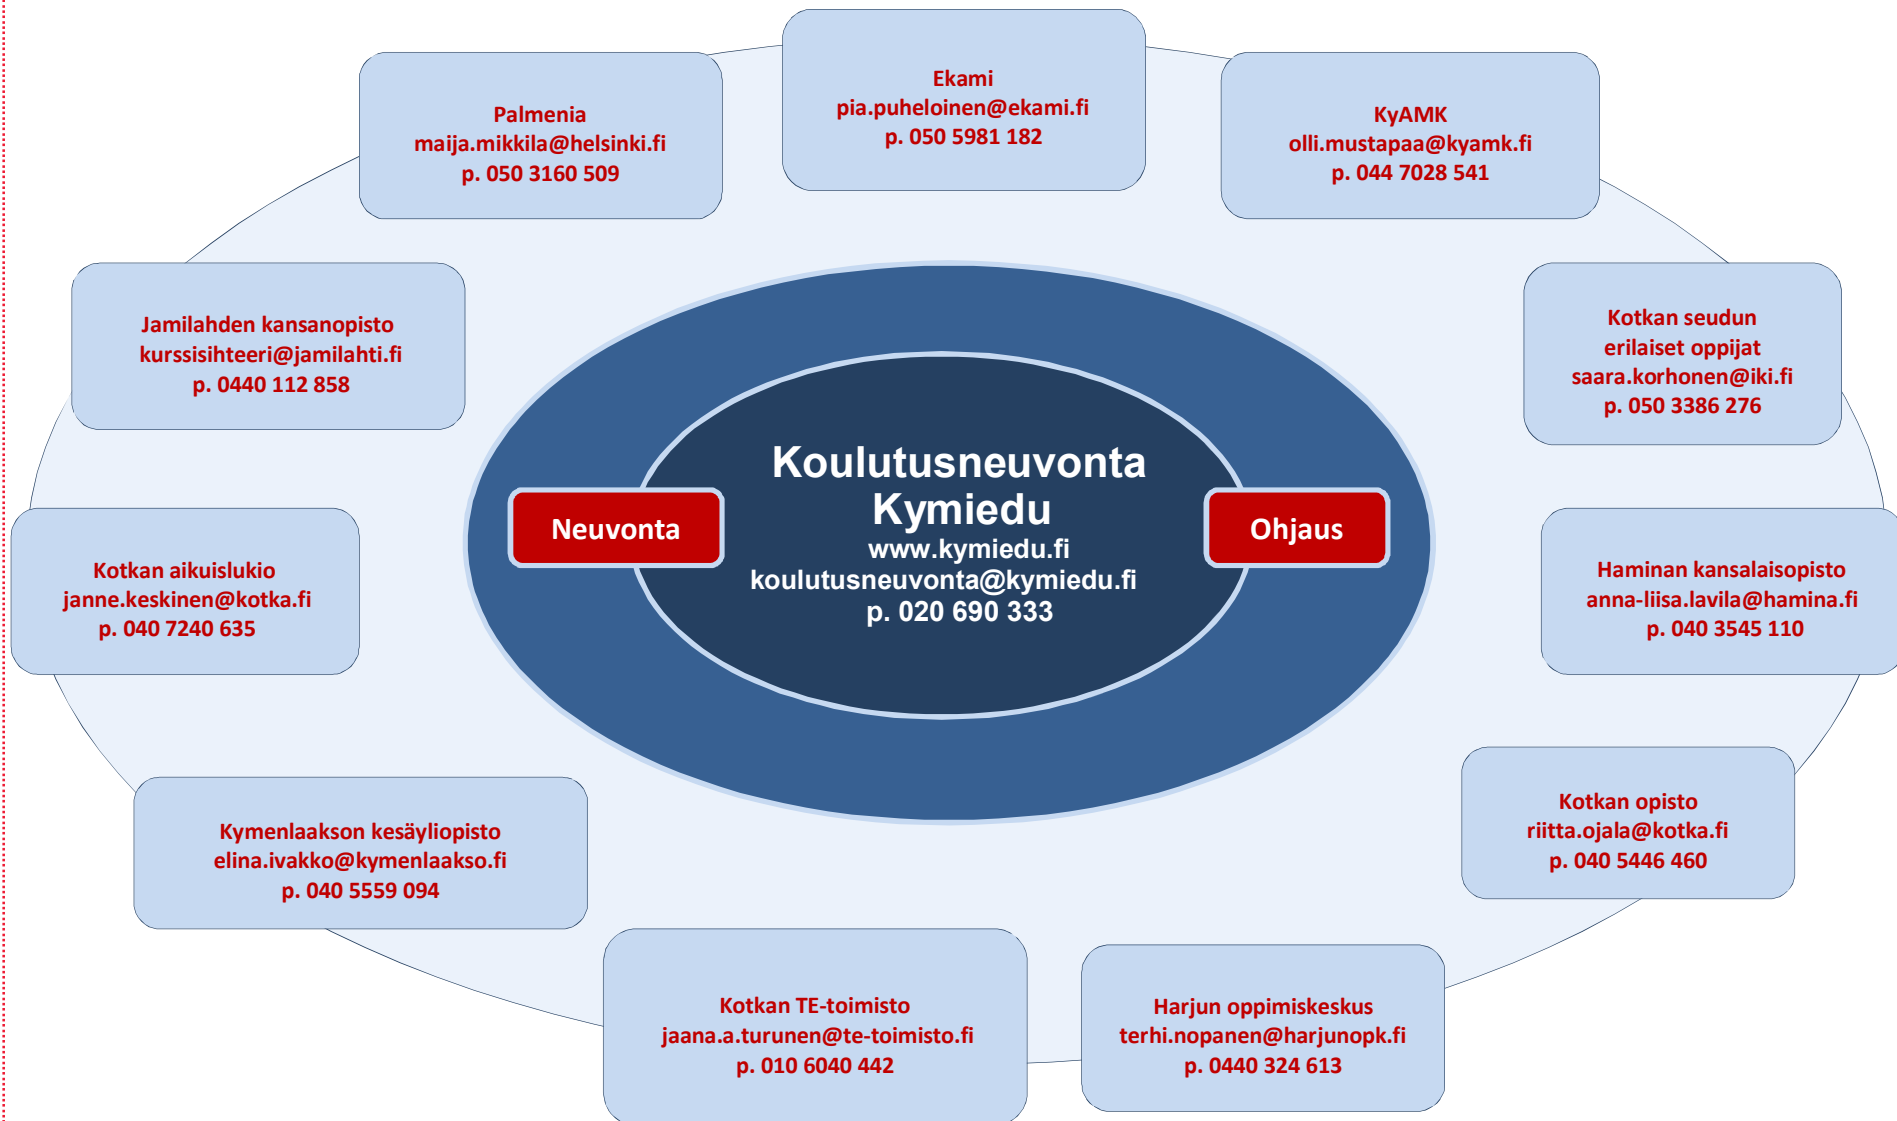 Ekami
pia.puheloinen@ekami.fi
p. 050 5981 182
Palmenia
maija.mikkila@helsinki.fi
p. 050 3160 509
KyAMK
olli.mustapaa@kyamk.fi
p. 044 7028 541
Jamilahden kansanopisto
kurssisihteeri@jamilahti.fi
p. 0440 112 858
Kotkan seudun
erilaiset oppijat
saara.korhonen@iki.fi
p. 050 3386 276
Koulutusneuvonta
Kymiedu
www.kymiedu.fi
koulutusneuvonta@kymiedu.fi
p. 020 690 333
Neuvonta
Ohjaus
Kotkan aikuislukio
janne.keskinen@kotka.fi
p. 040 7240 635
Haminan kansalaisopisto
anna-liisa.lavila@hamina.fi
p. 040 3545 110
Kymenlaakson kesäyliopisto
elina.ivakko@kymenlaakso.fi
p. 040 5559 094
Kotkan opisto
riitta.ojala@kotka.fi
p. 040 5446 460
Kotkan TE-toimisto
jaana.a.turunen@te-toimisto.fi
p. 010 6040 442
Harjun oppimiskeskus
terhi.nopanen@harjunopk.fi
p. 0440 324 613